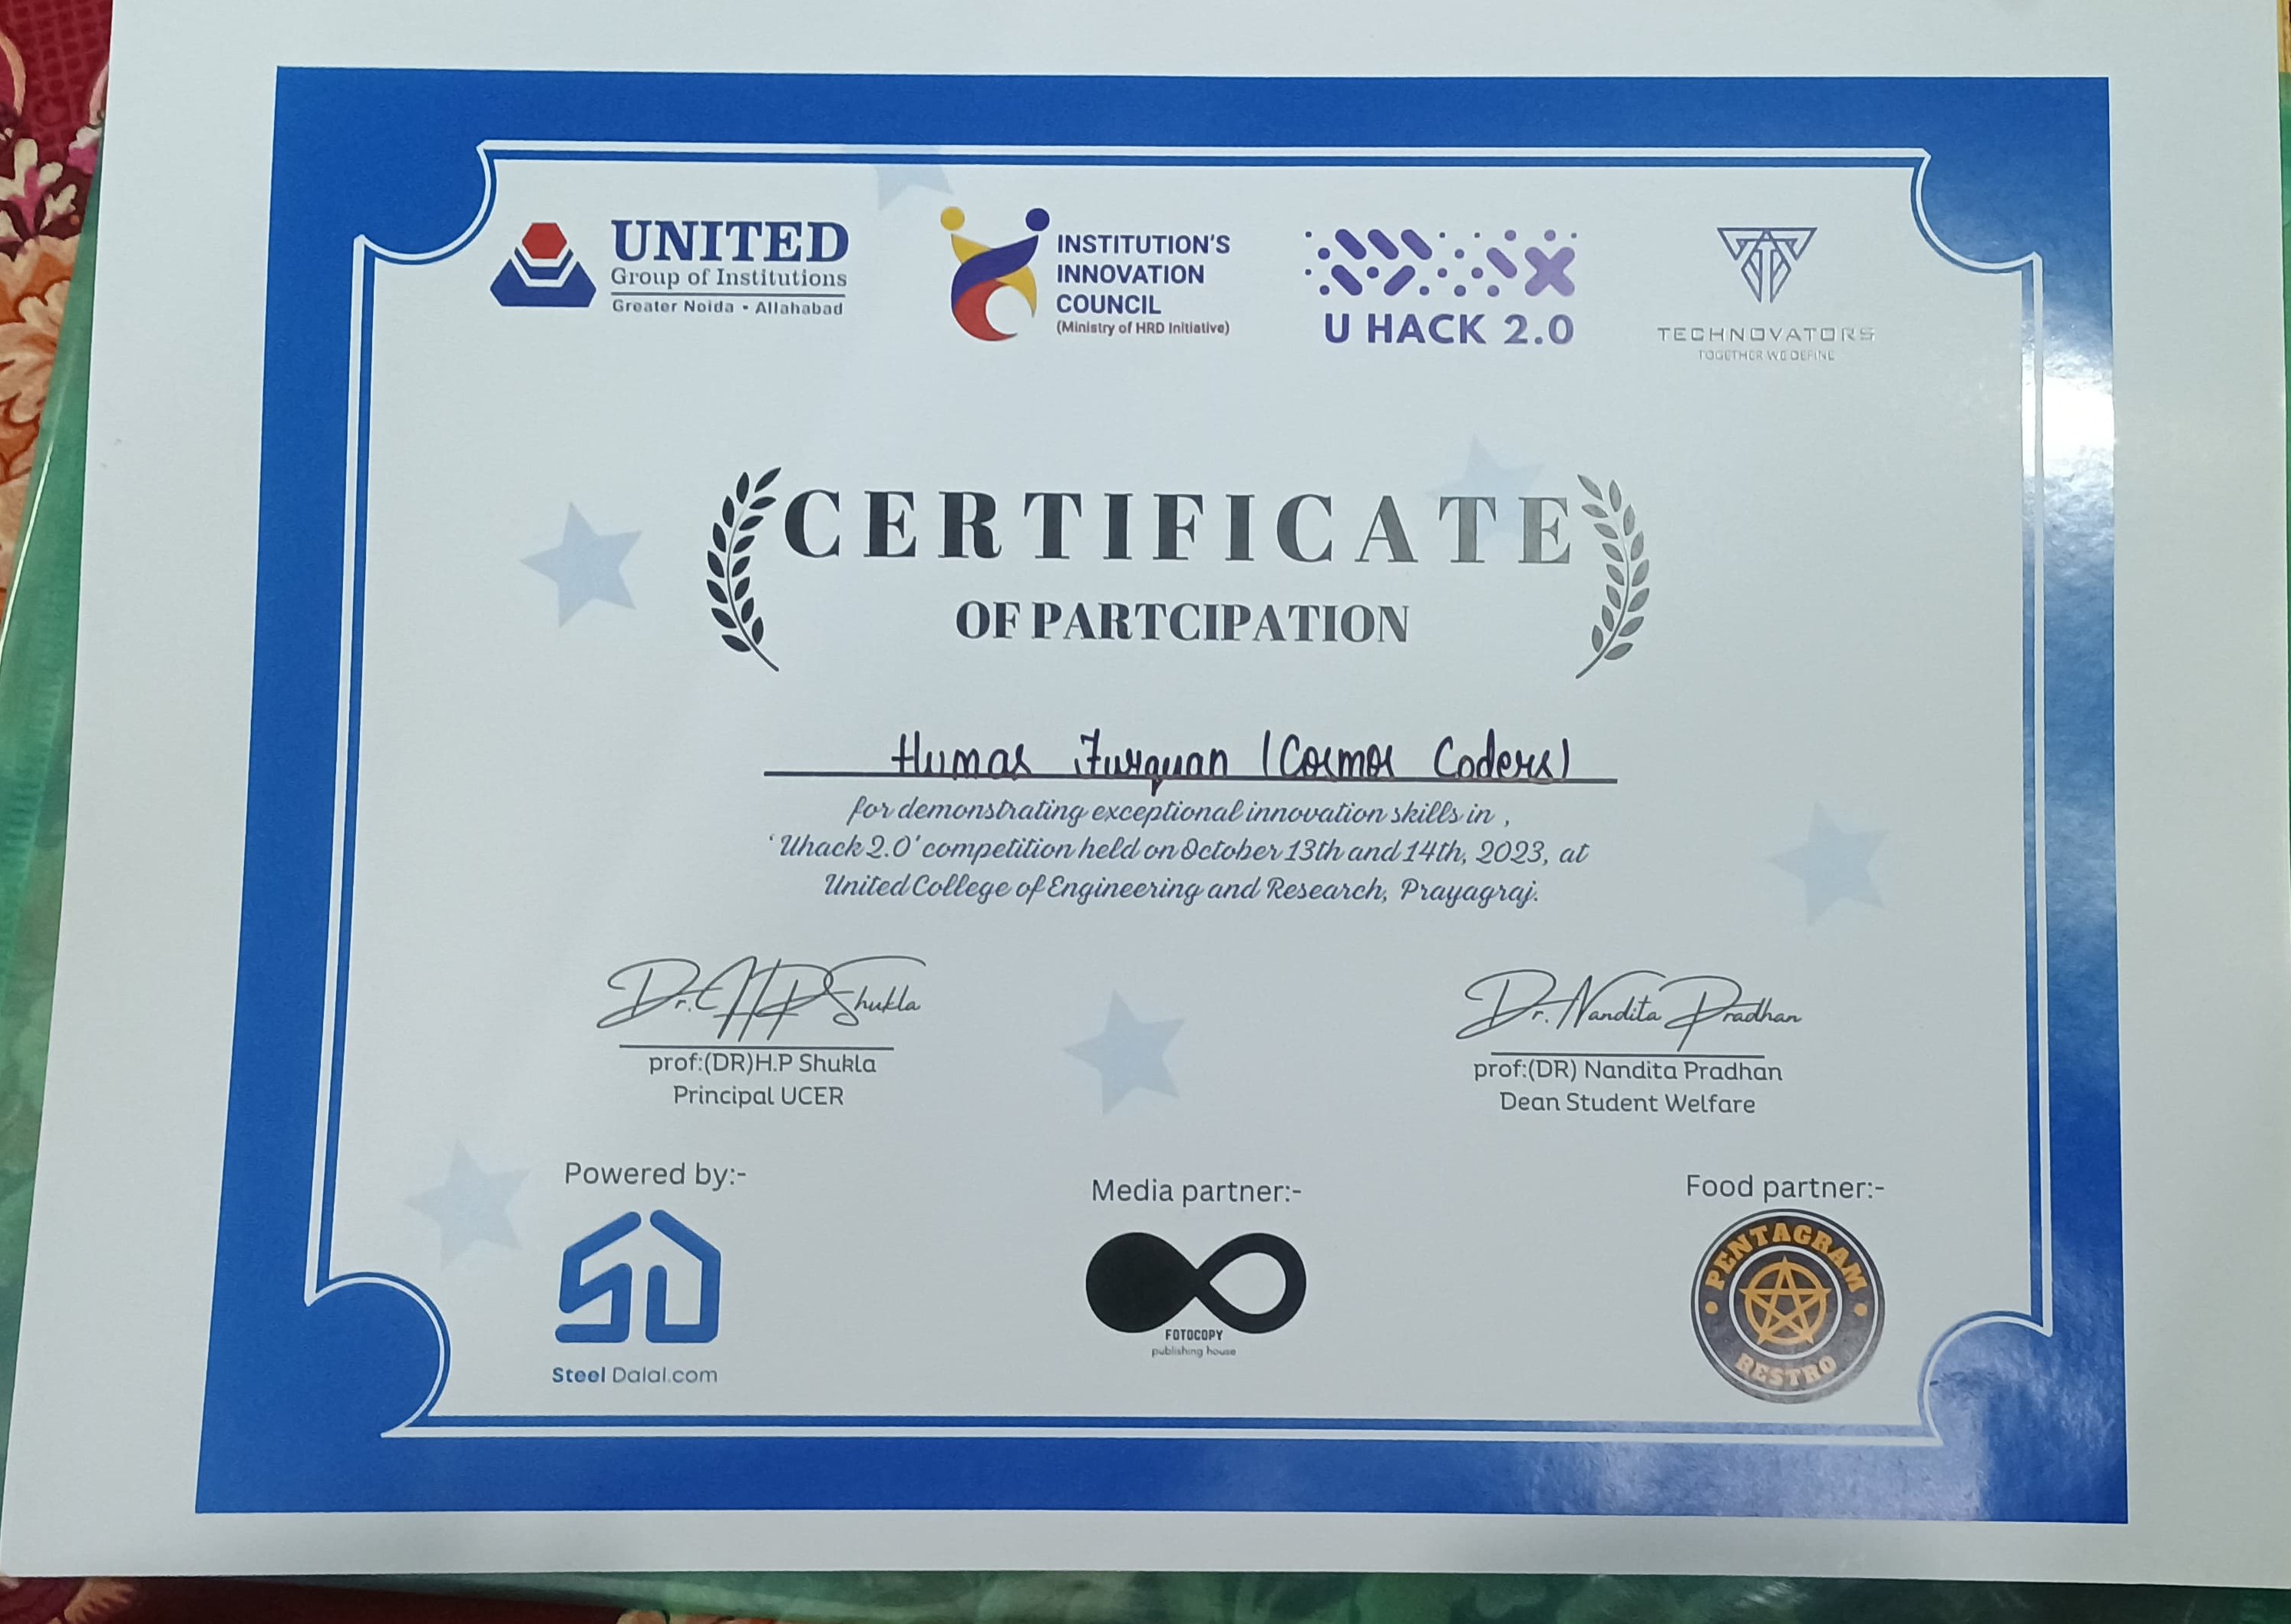 UNITED
Group of Institutions
Greater Noida - Allahabad
INSTITUTION'S
INNOVATION
COUNCIL
(Ministry of HRD Initiative)
U HACK 2.0
TECHNOVATORS
TOGETHER WE DEFINE
CERTIFICATE
OF PARTCIPATION
Humas Furquan (Cosmos Coders)
for demonstrating exceptional innovation skills in ,
'Uhack 2.0' competition held on October 13th and 14th, 2023, at
United College of Engineering and Research, Prayagraj.
Dr. H P Shukla
Dr. Nandita Pradhan
prof:(DR)H.P Shukla
Principal UCER
prof:(DR) Nandita Pradhan
Dean Student Welfare
Powered by:-
Media partner:-
Food partner:-
SD
Steel Dalal.com
FOTOCOPY
publishing house
PENTAGRAM
RESTRO